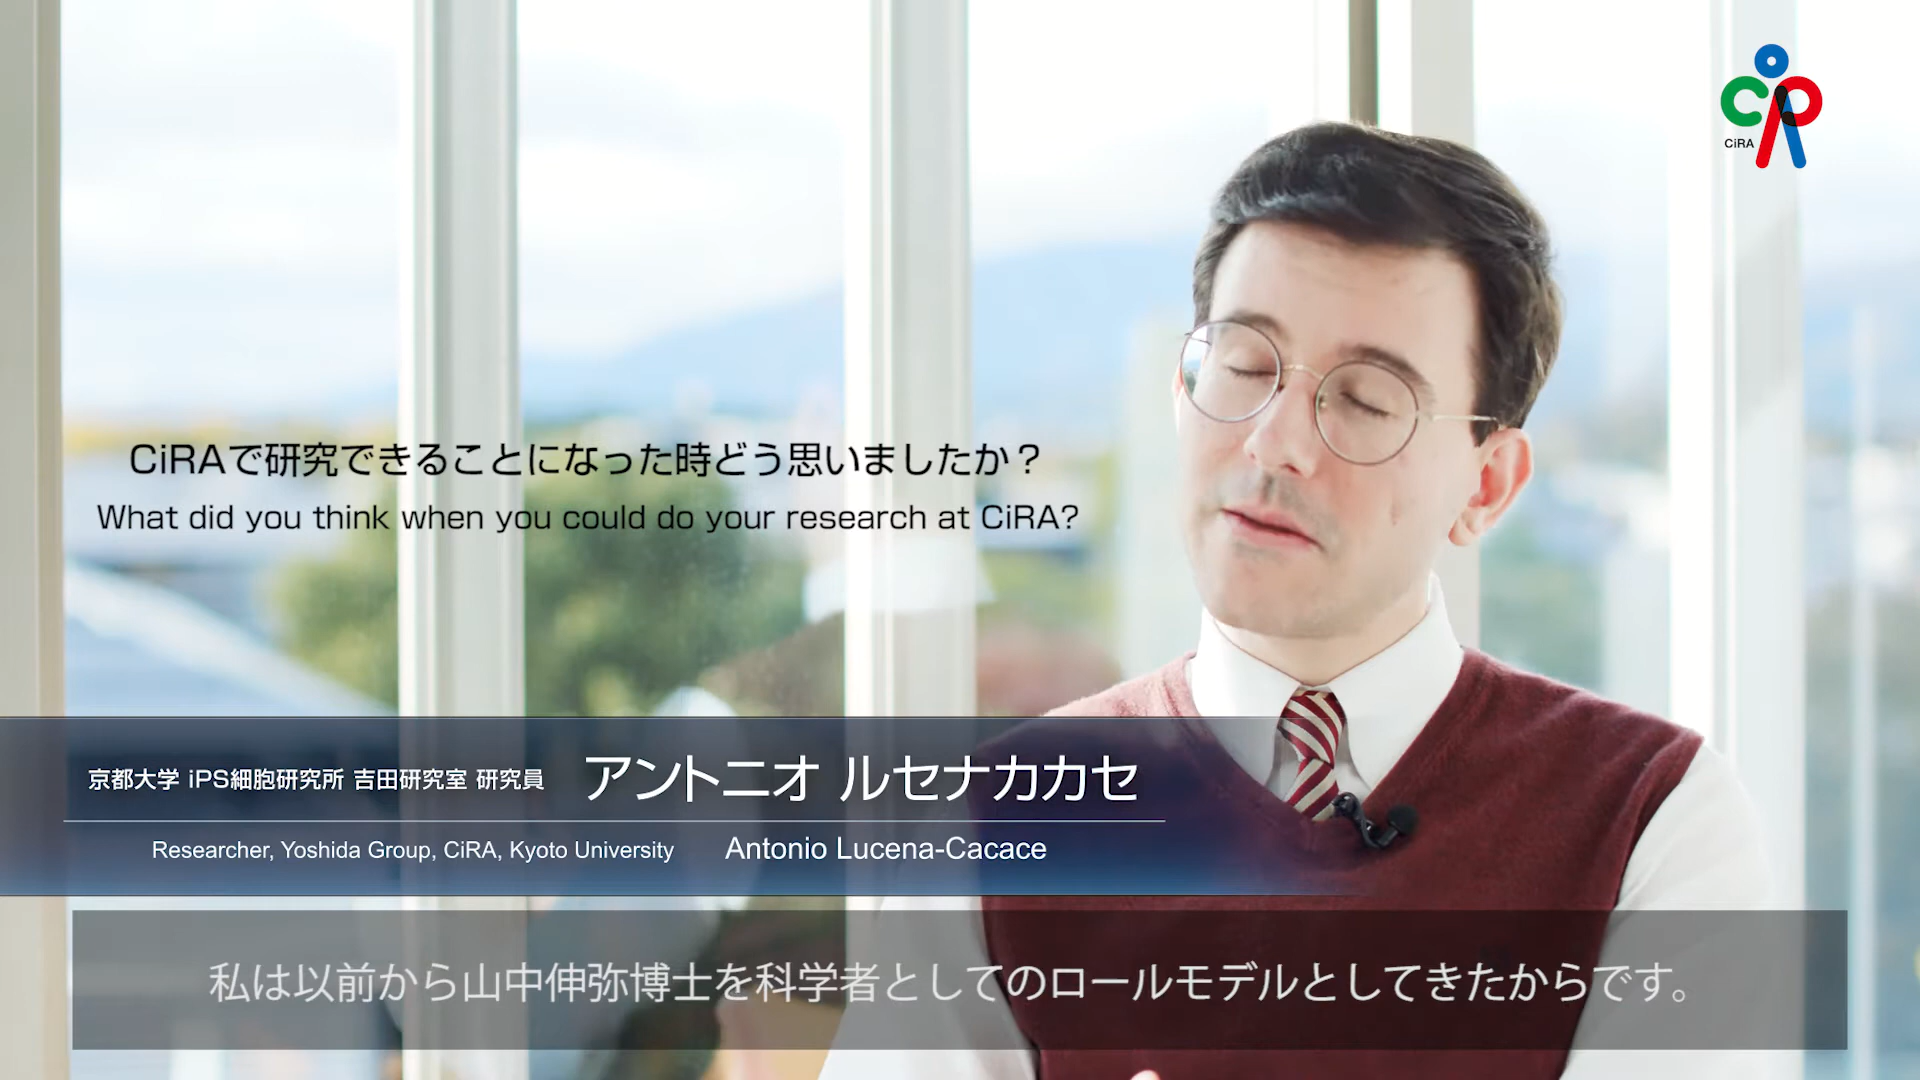 CiRA
CiRAで研究できることになった時どう思いましたか？
What did you think when you could do your research at CiRA?
京都大学 iPS細胞研究所 吉田研究室 研究員 アントニオ ルセナカカセ
Researcher, Yoshida Group, CiRA, Kyoto University Antonio Lucena-Cacace
私は以前から山中伸弥博士を科学者としてのロールモデルとしてきたからです。